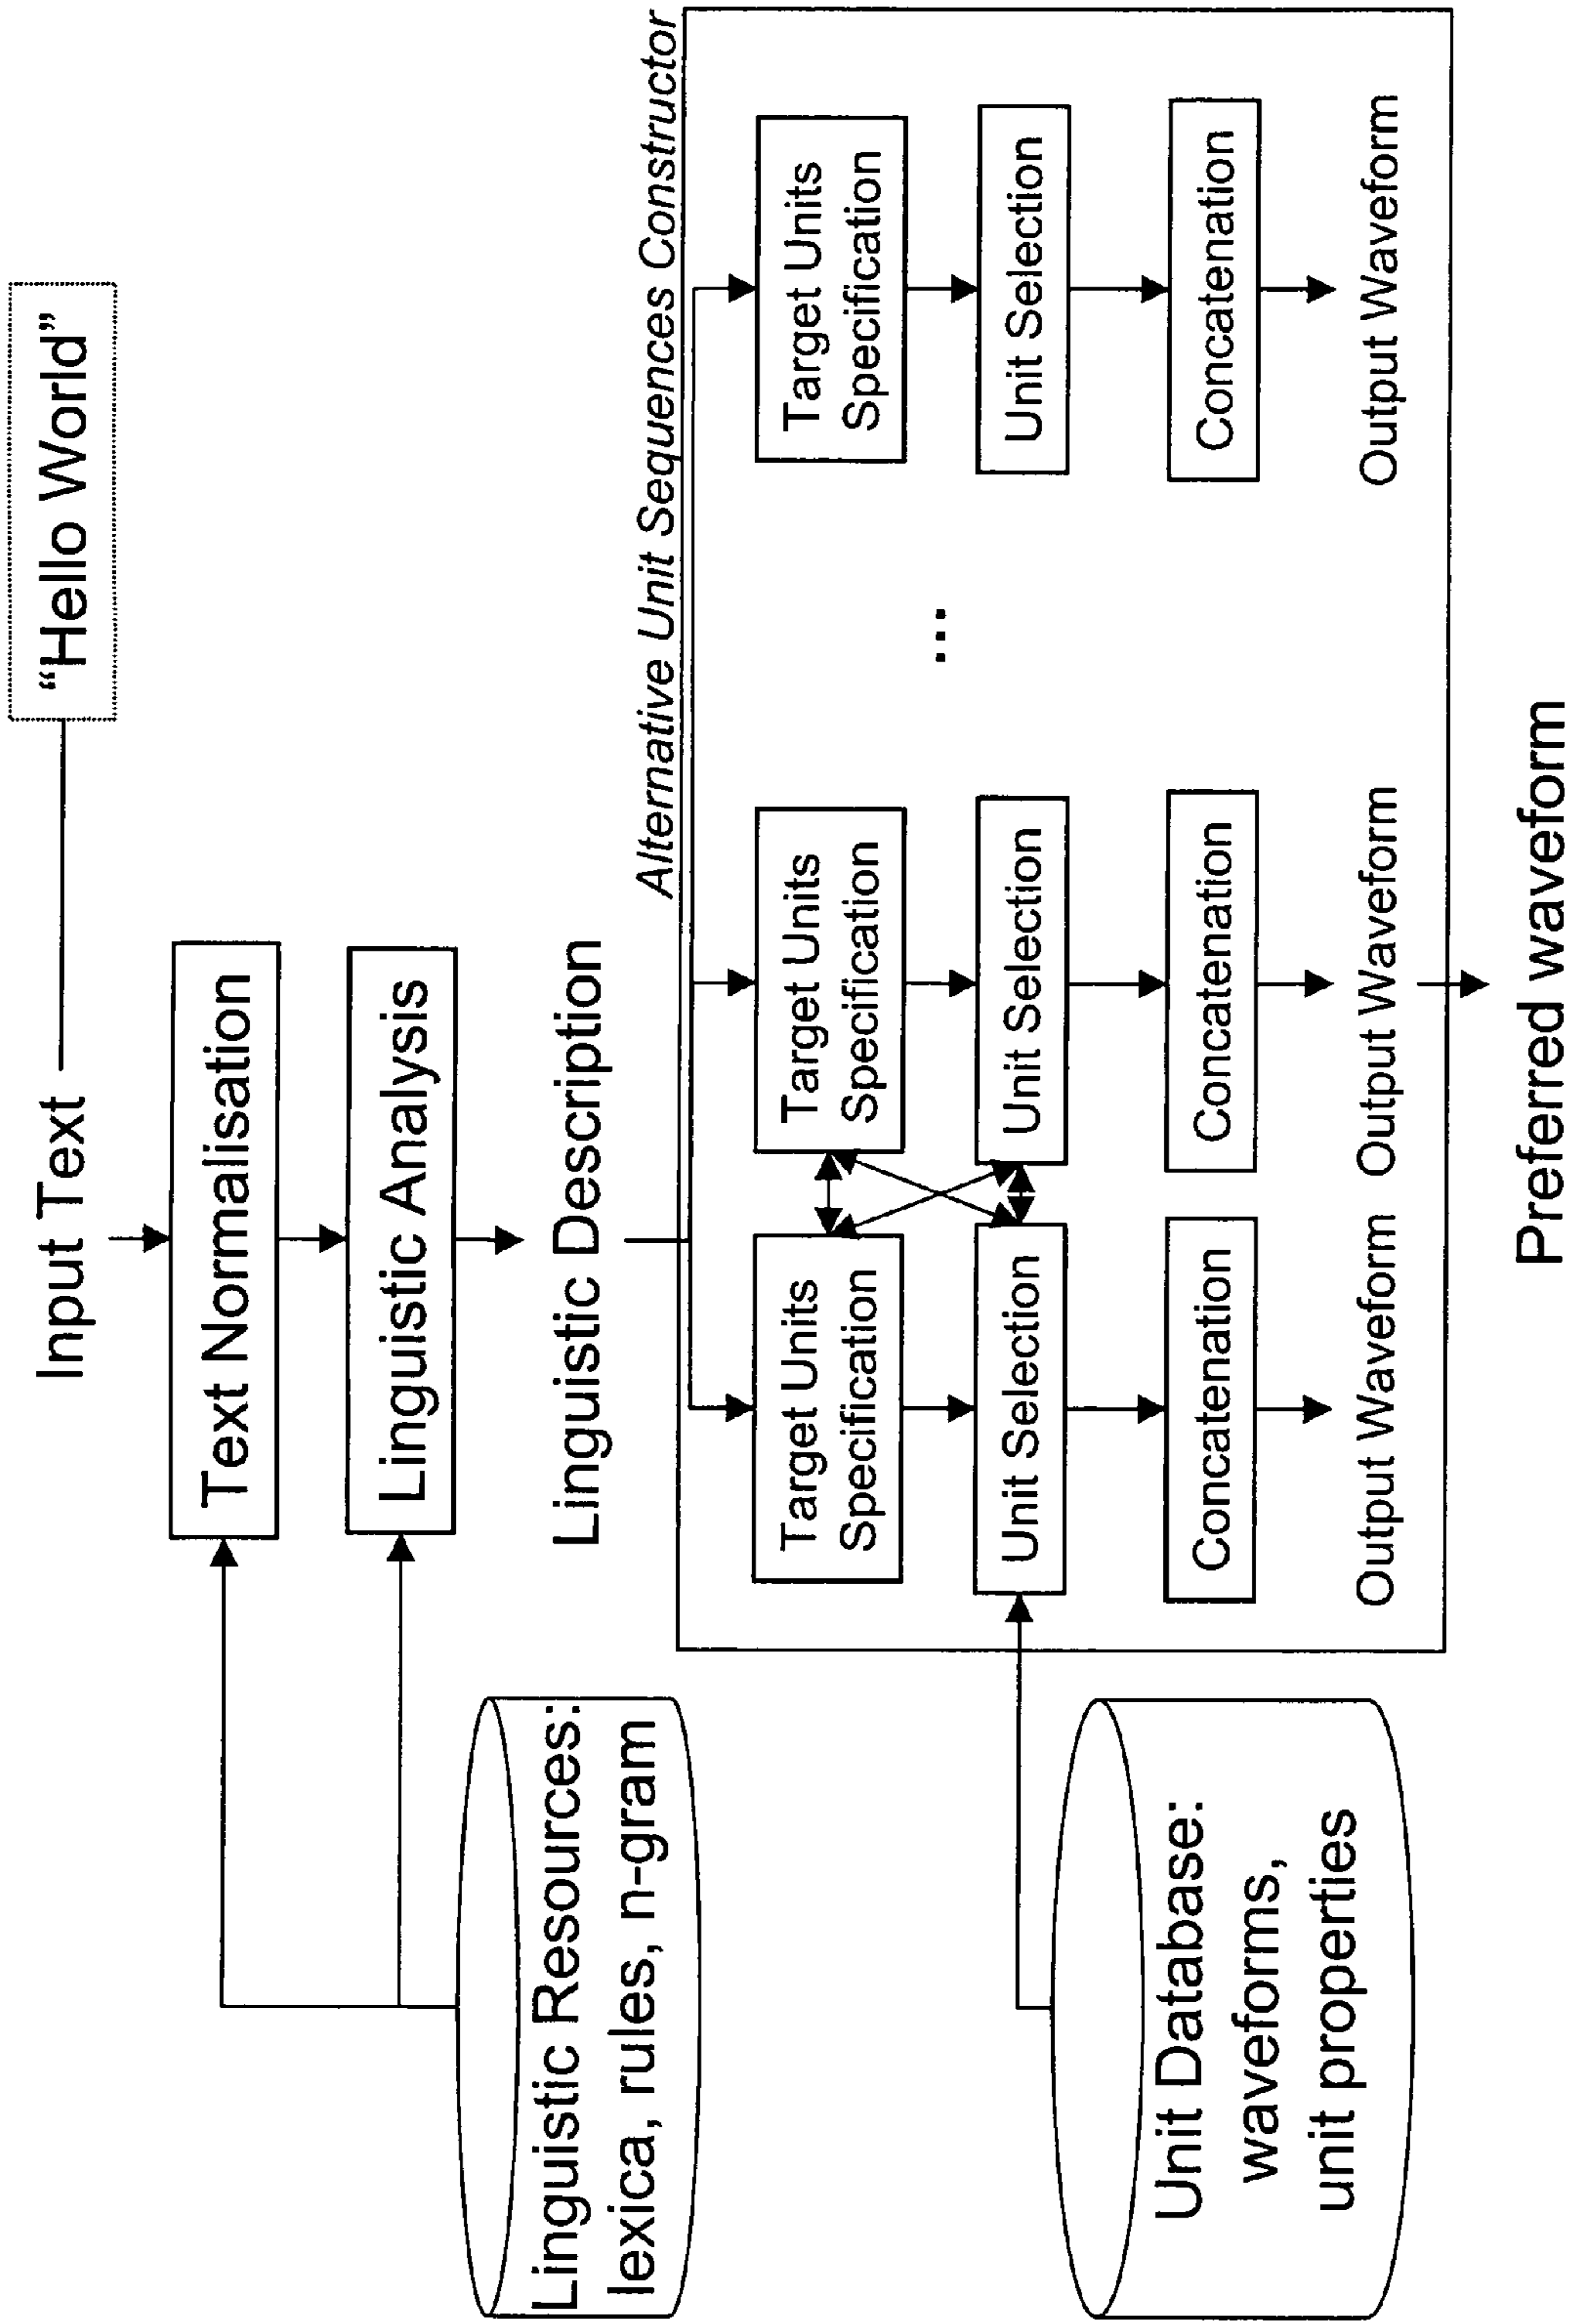 Input Text
“Hello World”
Text Normalisation
Linguistic Analysis
Linguistic Description
Linguistic Resources:
lexica, rules, n-gram
Alternative Unit Sequences Constructor
Target Units
Specification
Target Units
Specification
...
Target Units
Specification
Unit Selection
Unit Selection
Unit Selection
Concatenation
Concatenation
Concatenation
Output Waveform
Output Waveform
Output Waveform
Unit Database:
waveforms,
unit properties
Preferred waveform